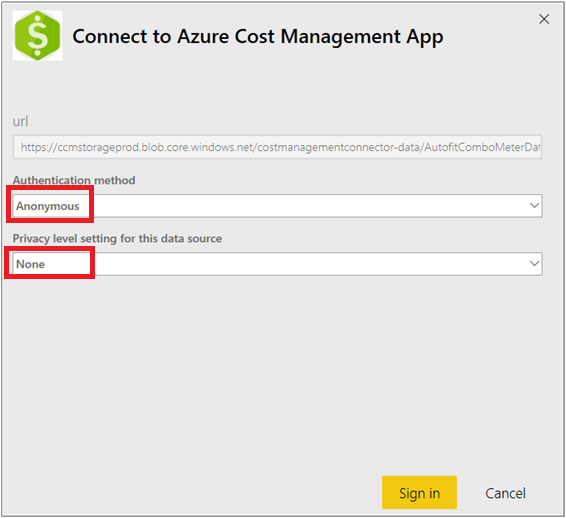 Connect to Azure Cost Management App
url
https://ccmstorageprod.blob.core.windows.net/costmanagementconnector-data/AutofitComboMeterDat
Authentication method
Anonymous
Privacy level setting for this data source
None
Sign in Cancel